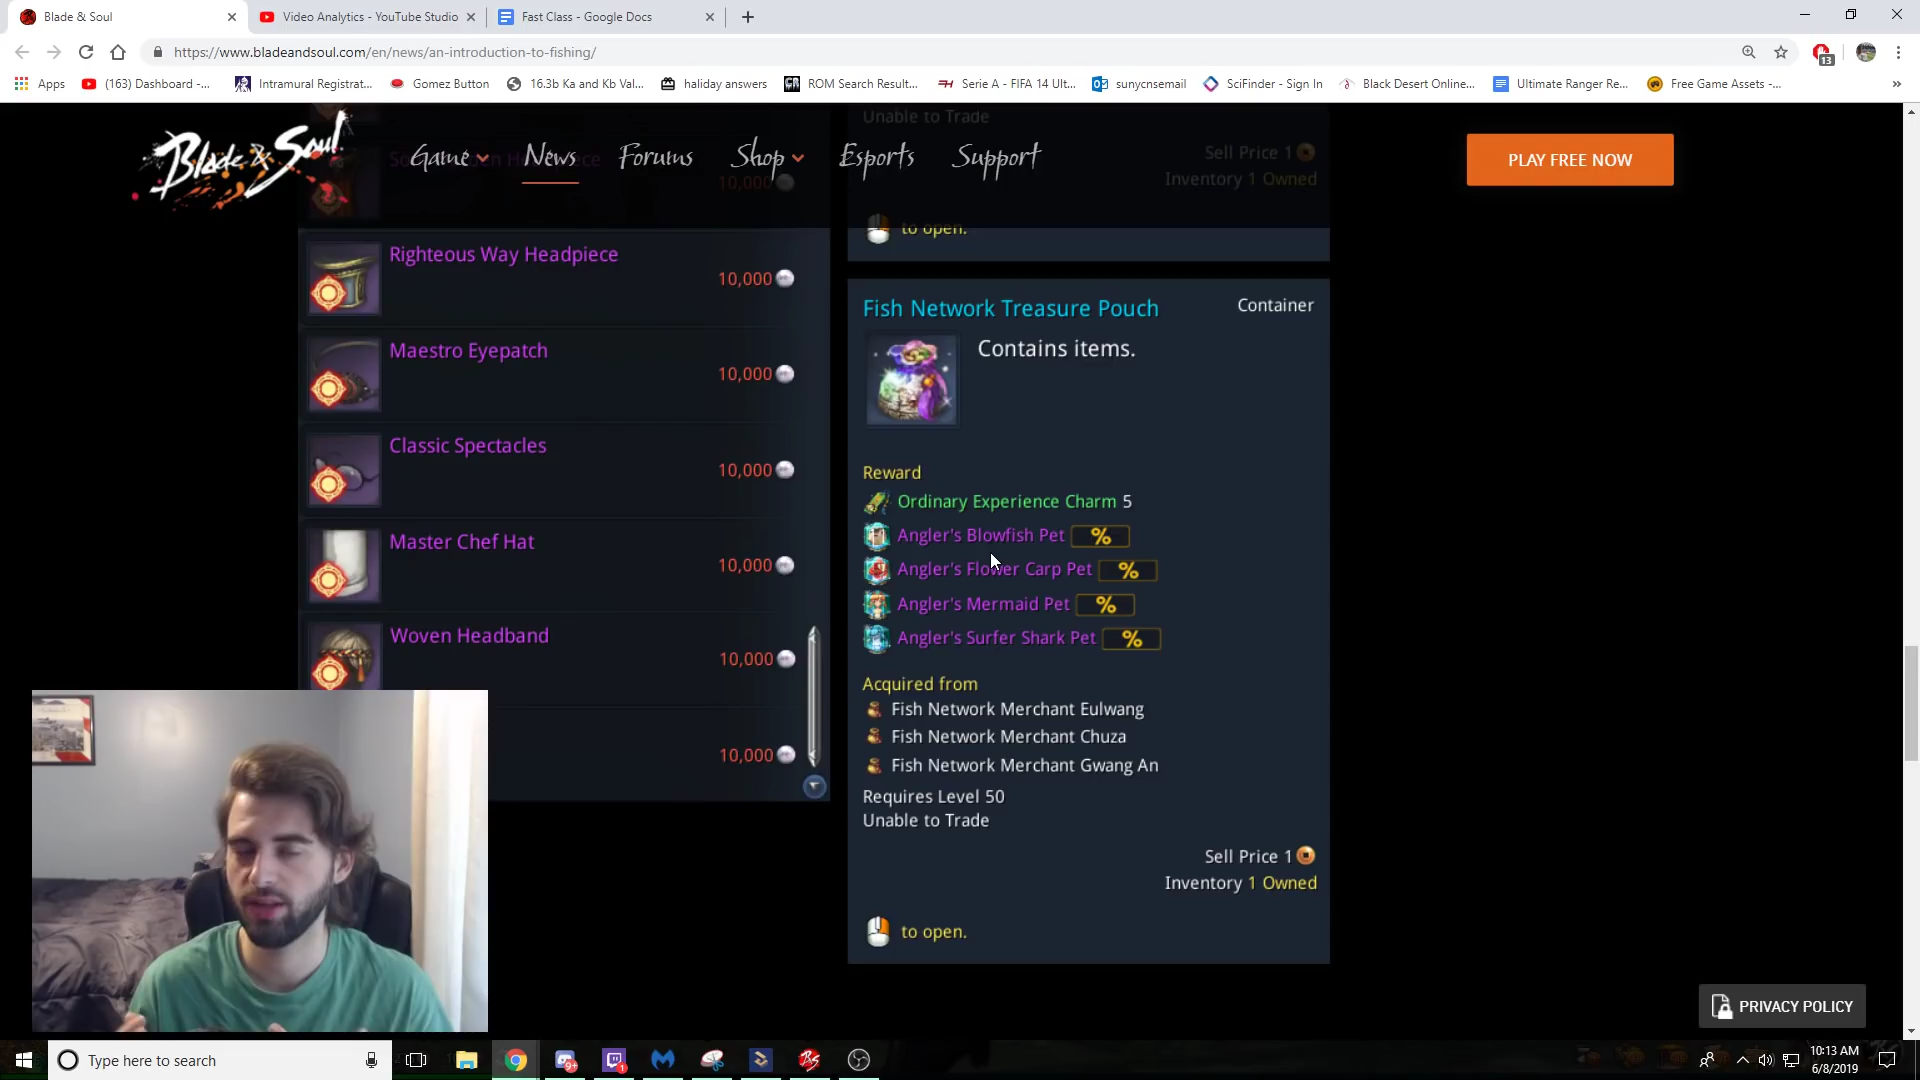 Blade & Soul
Video Analytics - YouTube Studio
Fast Class - Google Docs
https://www.bladeandsoul.com/en/news/an-introduction-to-fishing/
13
Apps
(163) Dashboard -...
Intramural Registrat...
Gomez Button
16.3b Ka and Kb Val...
haliday answers
ROM Search Result...
Serie A - FIFA 14 Ult...
sunycnsemail
SciFinder - Sign In
Black Desert Online...
Ultimate Ranger Re...
Free Game Assets -...
Blade & Soul
Game
News
Forums
Shop
Esports
Support
PLAY FREE NOW
10,000
Righteous Way Headpiece
10,000
Maestro Eyepatch
10,000
Classic Spectacles
10,000
Master Chef Hat
10,000
Woven Headband
10,000
10,000
Unable to Trade
Sell Price 1
Inventory 1 Owned
to open.
Fish Network Treasure Pouch
Container
Contains items.
Reward
Ordinary Experience Charm 5
Angler's Blowfish Pet %
Angler's Flower Carp Pet %
Angler's Mermaid Pet %
Angler's Surfer Shark Pet %
Acquired from
Fish Network Merchant Eulwang
Fish Network Merchant Chuza
Fish Network Merchant Gwang An
Requires Level 50
Unable to Trade
Sell Price 1
Inventory 1 Owned
to open.
PRIVACY POLICY
Type here to search
10:13 AM
6/8/2019